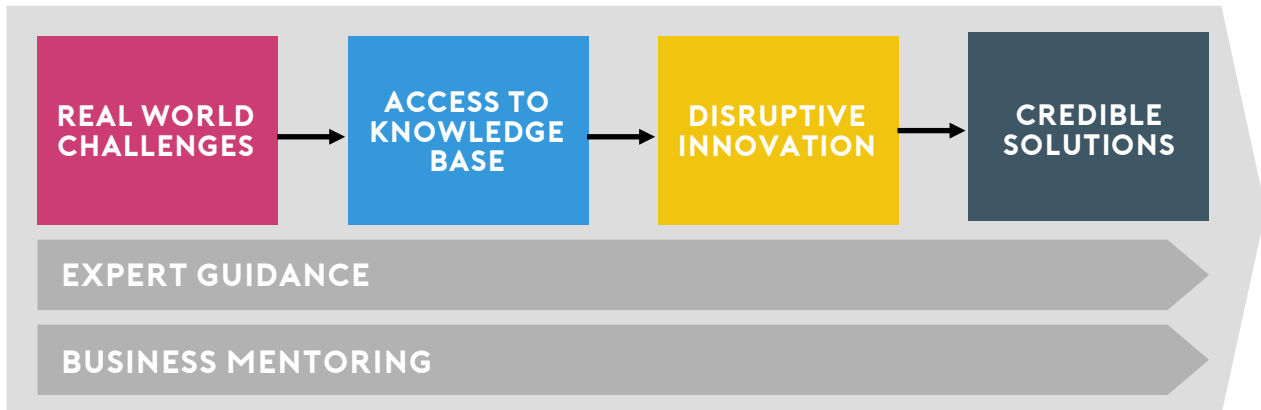 REAL WORLD
CHALLENGES
ACCESS TO
KNOWLEDGE
BASE
DISRUPTIVE
INNOVATION
CREDIBLE
SOLUTIONS
EXPERT GUIDANCE
BUSINESS MENTORING